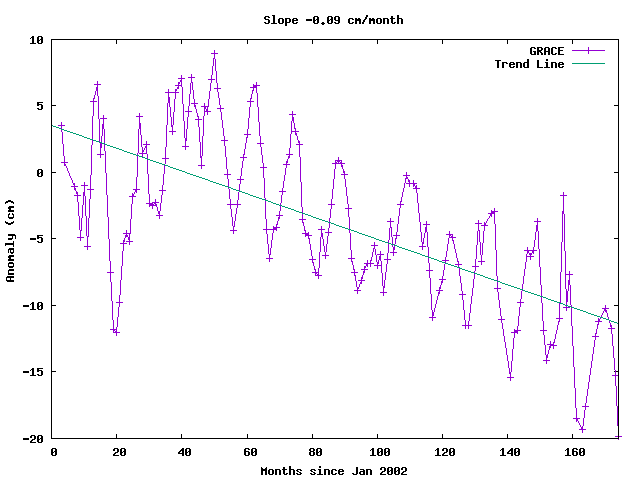 Slope -0.09 cm/month
GRACE
Trend Line
10
5
0
-5
-10
-15
-20
Anomaly (cm)
0 20 40 60 80 100 120 140 160
Months since Jan 2002